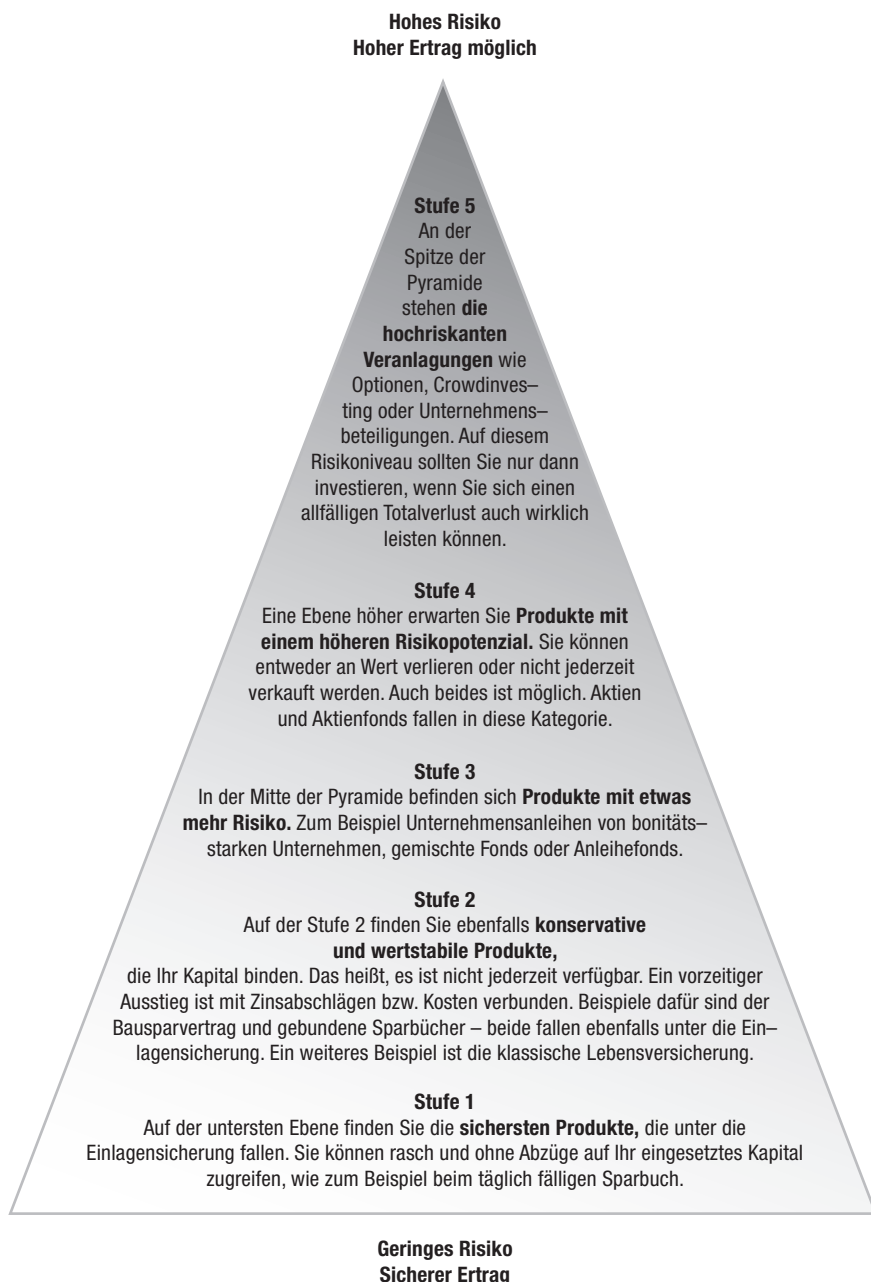 Hohes Risiko
Hoher Ertrag möglich
Stufe 5
An der
Spitze der
Pyramide
stehen die
hochriskanten
Veranlagungen wie
Optionen, Crowdinves–
ting oder Unternehmens–
beteiligungen. Auf diesem
Risikoniveau sollten Sie nur dann
investieren, wenn Sie sich einen
allfälligen Totalverlust auch wirklich
leisten können.
Stufe 4
Eine Ebene höher erwarten Sie Produkte mit
einem höheren Risikopotenzial. Sie können
entweder an Wert verlieren oder nicht jederzeit
verkauft werden. Auch beides ist möglich. Aktien
und Aktienfonds fallen in diese Kategorie.
Stufe 3
In der Mitte der Pyramide befinden sich Produkte mit etwas
mehr Risiko. Zum Beispiel Unternehmensanleihen von bonitäts–
starken Unternehmen, gemischte Fonds oder Anleihefonds.
Stufe 2
Auf der Stufe 2 finden Sie ebenfalls konservative
und wertstabile Produkte,
die Ihr Kapital binden. Das heißt, es ist nicht jederzeit verfügbar. Ein vorzeitiger
Ausstieg ist mit Zinsabschlägen bzw. Kosten verbunden. Beispiele dafür sind der
Bausparvertrag und gebundene Sparbücher – beide fallen ebenfalls unter die Ein–
lagensicherung. Ein weiteres Beispiel ist die klassische Lebensversicherung.
Stufe 1
Auf der untersten Ebene finden Sie die sichersten Produkte, die unter die
Einlagensicherung fallen. Sie können rasch und ohne Abzüge auf Ihr eingesetztes Kapital
zugreifen, wie zum Beispiel beim täglich fälligen Sparbuch.
Geringes Risiko
Sicherer Ertrag